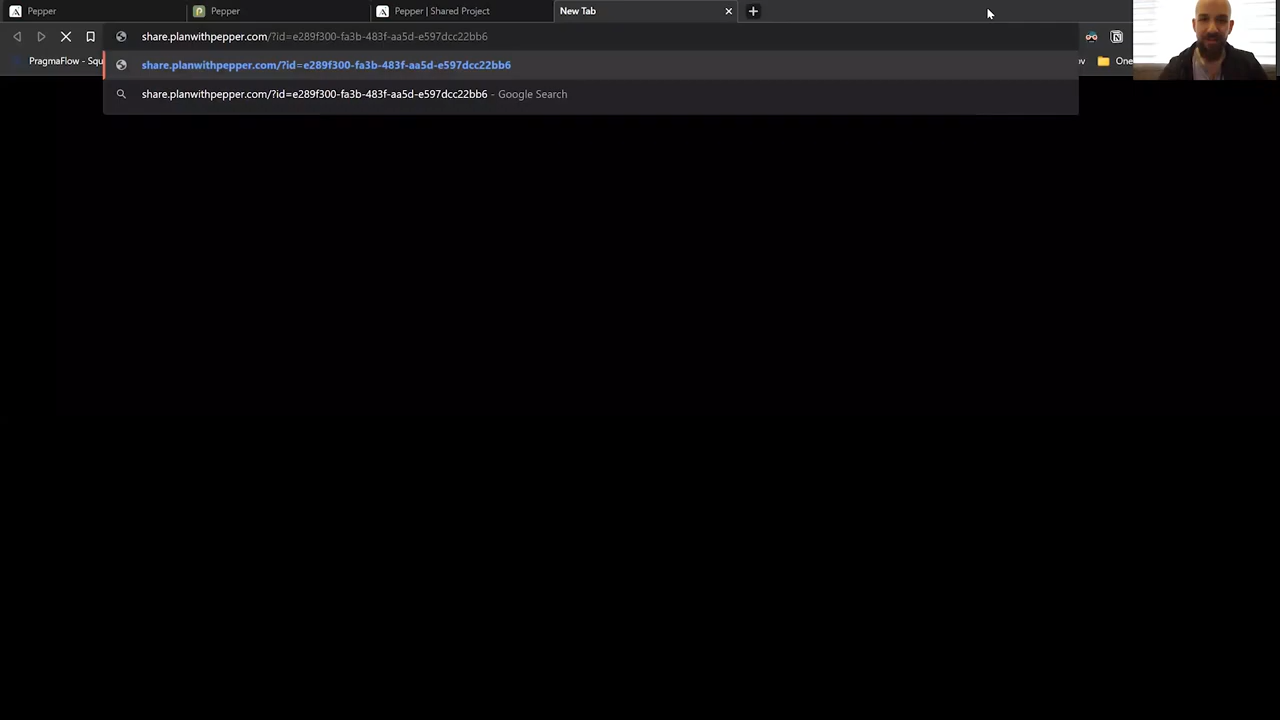 Pepper
Pepper
Pepper | Shared Project
New Tab
share.planwithpepper.com/?id=e289f300-fa3b-483f-aa5d-e597dcc22bb6
PragmaFlow - Squ
ov
One
share.planwithpepper.com/?id=e289f300-fa3b-483f-aa5d-e597dcc22bb6
share.planwithpepper.com/?id=e289f300-fa3b-483f-aa5d-e597dcc22bb6 - Google Search